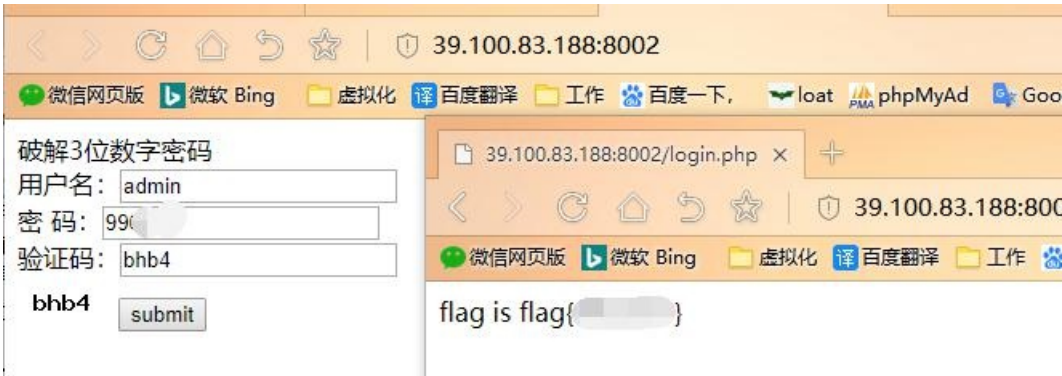 39.100.83.188:8002
微信网页版 微软 Bing 虚拟化 百度翻译 工作 百度一下, loat phpMyAd Goo
破解3位数字密码
用户名: admin
密 码: 99
验证码: bhb4
bhb4 submit
39.100.83.188:8002/login.php
39.100.83.188:800
微信网页版 微软 Bing 虚拟化 百度翻译 工作
flag is flag{ }